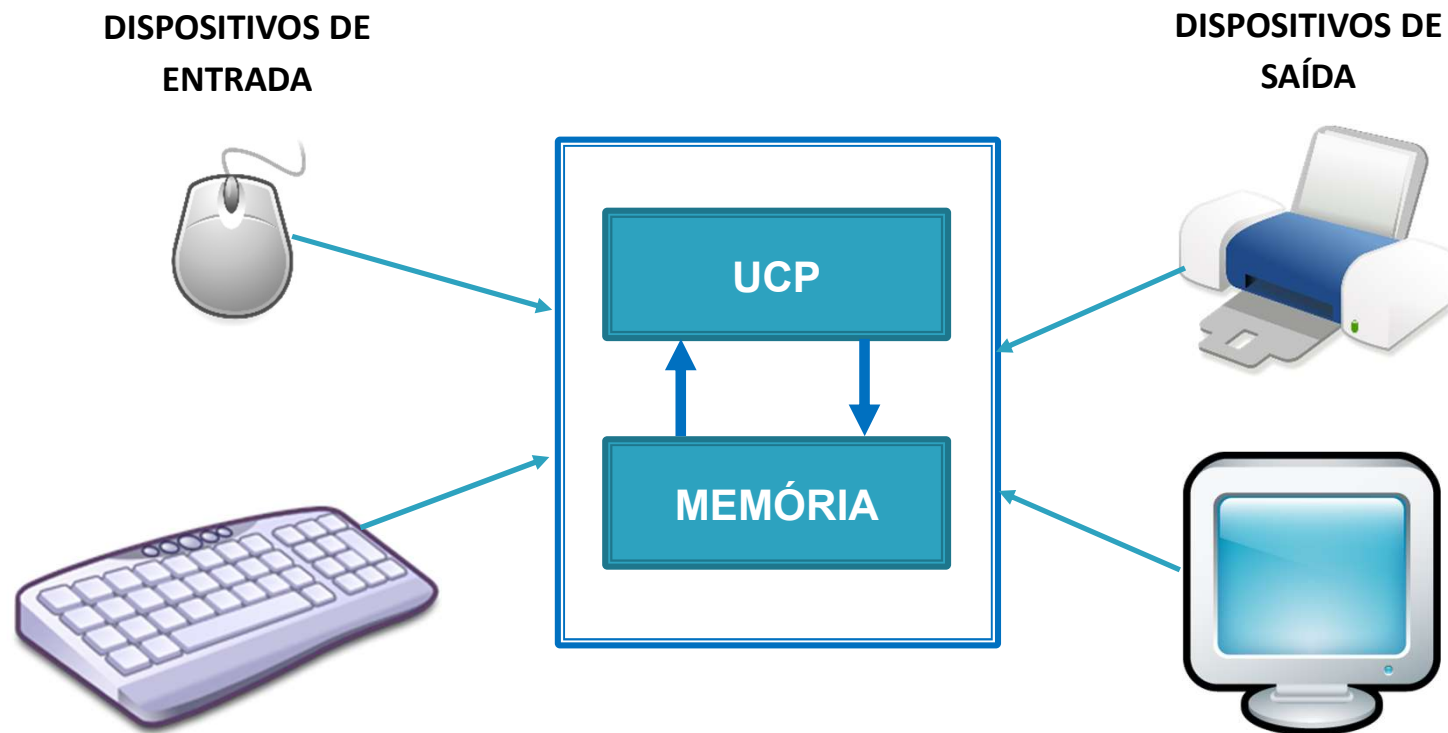 DISPOSITIVOS DE
ENTRADA
DISPOSITIVOS DE
SAÍDA
UCP
MEMÓRIA